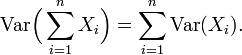 Var(∑_{i=1}^{n} X_i) = ∑_{i=1}^{n} Var(X_i).